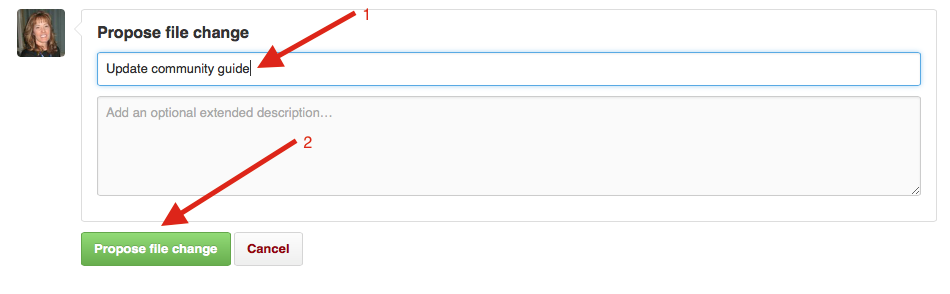 1
Propose file change
Update community guide
Add an optional extended description…
2
Propose file change Cancel